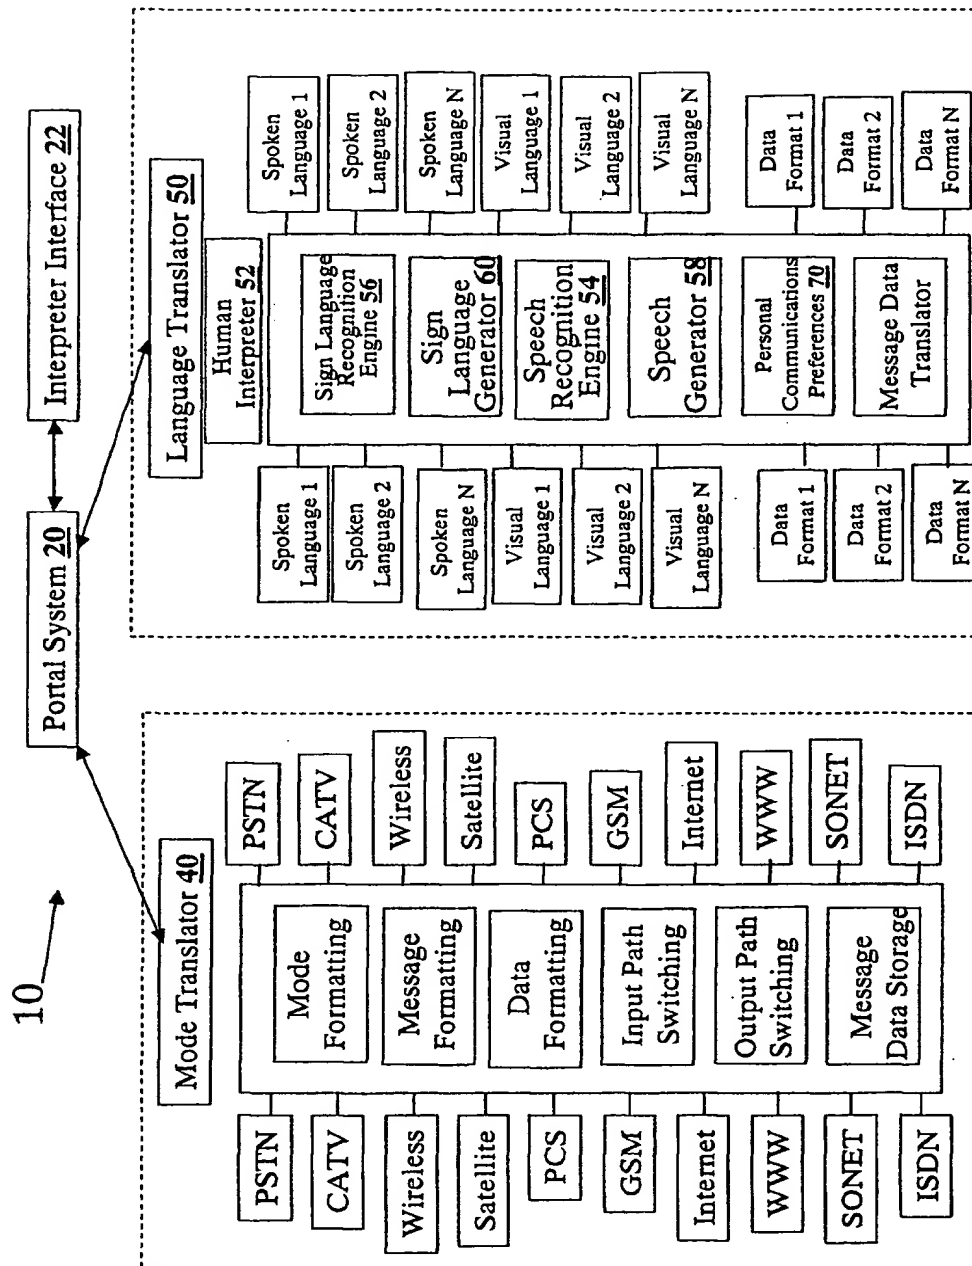 10
Portal System 20
Interpreter Interface 22
Mode Translator 40
PSTN
CATV
Wireless
Satellite
PCS
GSM
Internet
WWW
SONET
ISDN
Mode
Formatting
Message
Formatting
Data
Formatting
Input Path
Switching
Output Path
Switching
Message
Data Storage
PSTN
CATV
Wireless
Satellite
PCS
GSM
Internet
WWW
SONET
ISDN
Language Translator 50
Human
Interpreter 52
Spoken
Language 1
Spoken
Language 2
Spoken
Language N
Visual
Language 1
Visual
Language 2
Visual
Language N
Data
Format 1
Data
Format 2
Data
Format N
Sign Language
Recognition
Engine 56
Sign
Language
Generator 60
Speech
Recognition
Engine 54
Speech
Generator 58
Personal
Communications
Preferences 70
Message Data
Translator
Spoken
Language 1
Spoken
Language 2
Spoken
Language N
Visual
Language 1
Visual
Language 2
Visual
Language N
Data
Format 1
Data
Format 2
Data
Format N